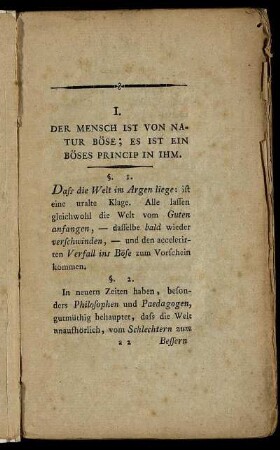 I.
DER MENSCH IST VON NA-
TUR BÖSE; ES IST EIN
BÖSES PRINCIP IN IHM.
§. 1.
Daſs die Welt im Argen liege: ist
eine uralte Klage. Alle laſſen
gleichwohl die Welt vom Guten
anfangen, — dasſelbe bald wieder
verschwinden, — und den accelerir-
ten Verfall ins Böse zum Vorschein
kommen.
§. 2.
In neuern Zeiten haben, beson-
ders Philosophen und Paedagogen,
gutmüthig behauptet, daſs die Welt
unaufhörlich, vom Schlechtern zum
a 2 Beſſern